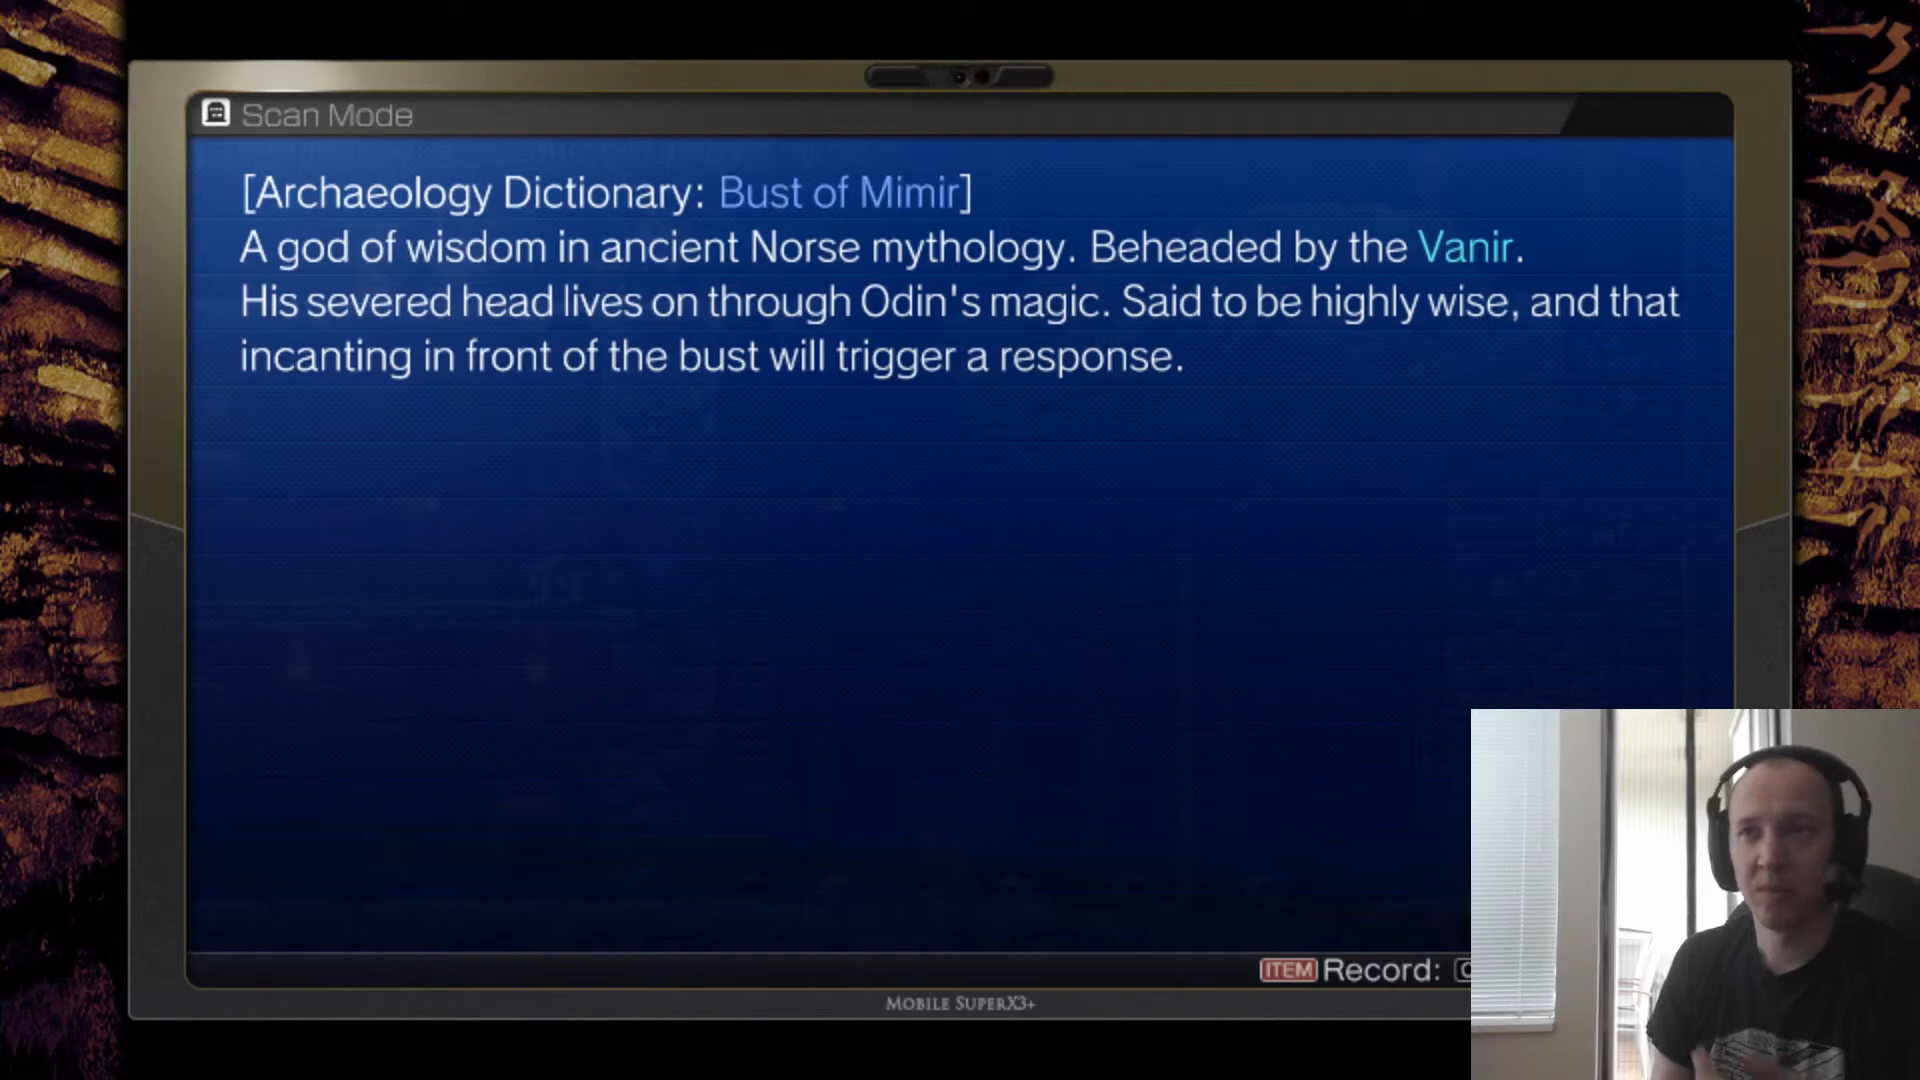 Scan Mode
[Archaeology Dictionary: Bust of Mimir]
A god of wisdom in ancient Norse mythology. Beheaded by the Vanir.
His severed head lives on through Odin's magic. Said to be highly wise, and that
incanting in front of the bust will trigger a response.
ITEM Record:
MOBILE SUPERX3+